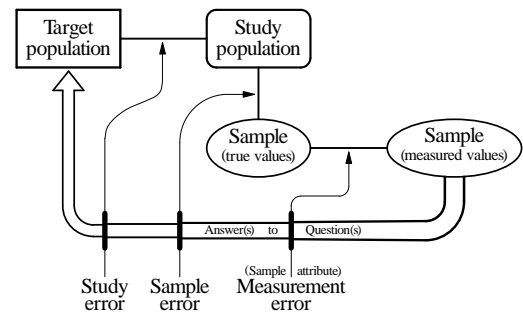 Target
population
Study
population
Sample
(true values)
Sample
(measured values)
Answer(s) to Question(s)
Study
error
Sample
error
(Sample attribute)
Measurement
error